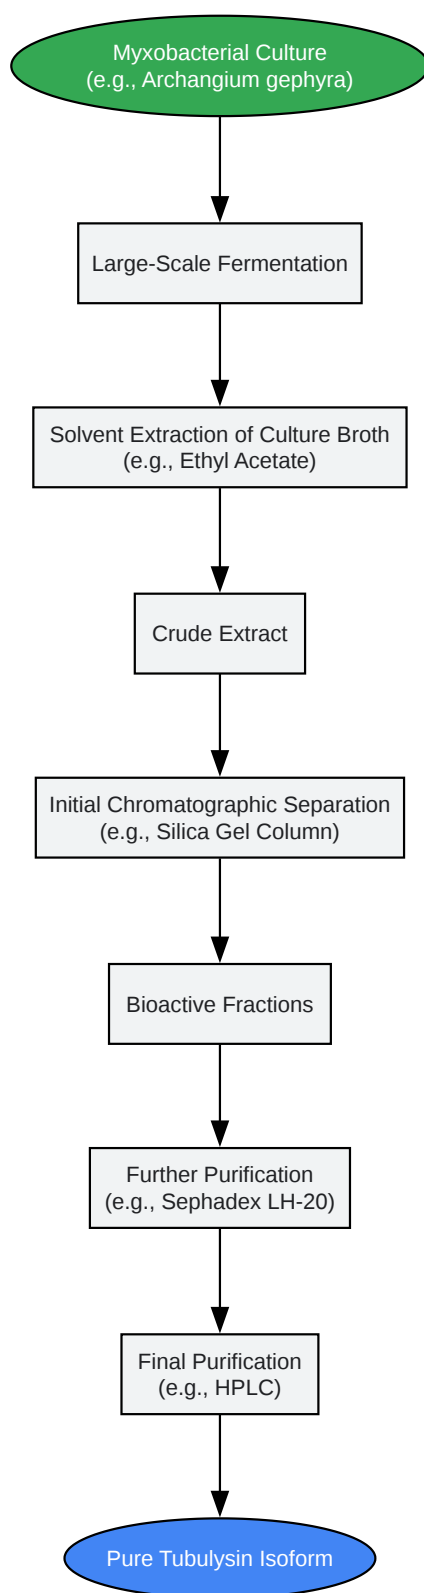 Myxobacterial Culture
(e.g., Archangium gephyra)
Large-Scale Fermentation
Solvent Extraction of Culture Broth
(e.g., Ethyl Acetate)
Crude Extract
Initial Chromatographic Separation
(e.g., Silica Gel Column)
Bioactive Fractions
Further Purification
(e.g., Sephadex LH-20)
Final Purification
(e.g., HPLC)
Pure Tubulysin Isoform